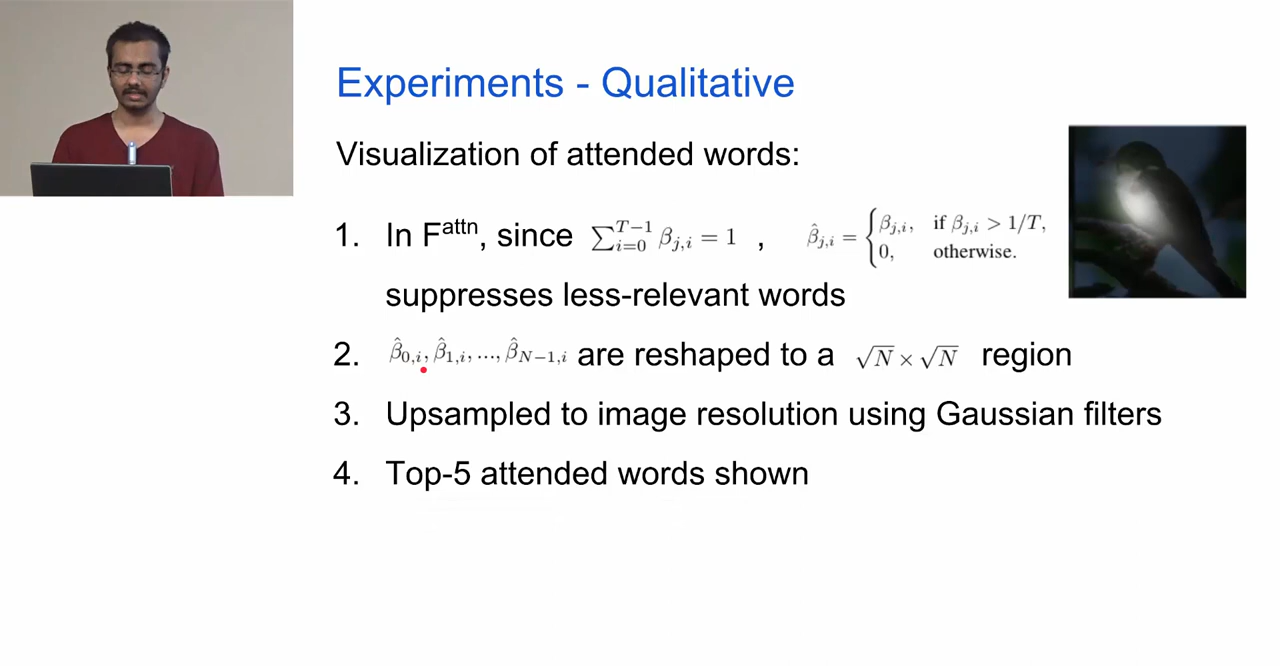 Experiments - Qualitative
Visualization of attended words:
1. In F^attn, since ∑_{i=0}^{T−1} β_{j,i} = 1 , β̂_{j,i} = { β_{j,i}, if β_{j,i} > 1/T, 0, otherwise.
suppresses less-relevant words
2. β̂_{0,i}, β̂_{1,i}, ..., β̂_{N−1,i} are reshaped to a √N × √N region
3. Upsampled to image resolution using Gaussian filters
4. Top-5 attended words shown